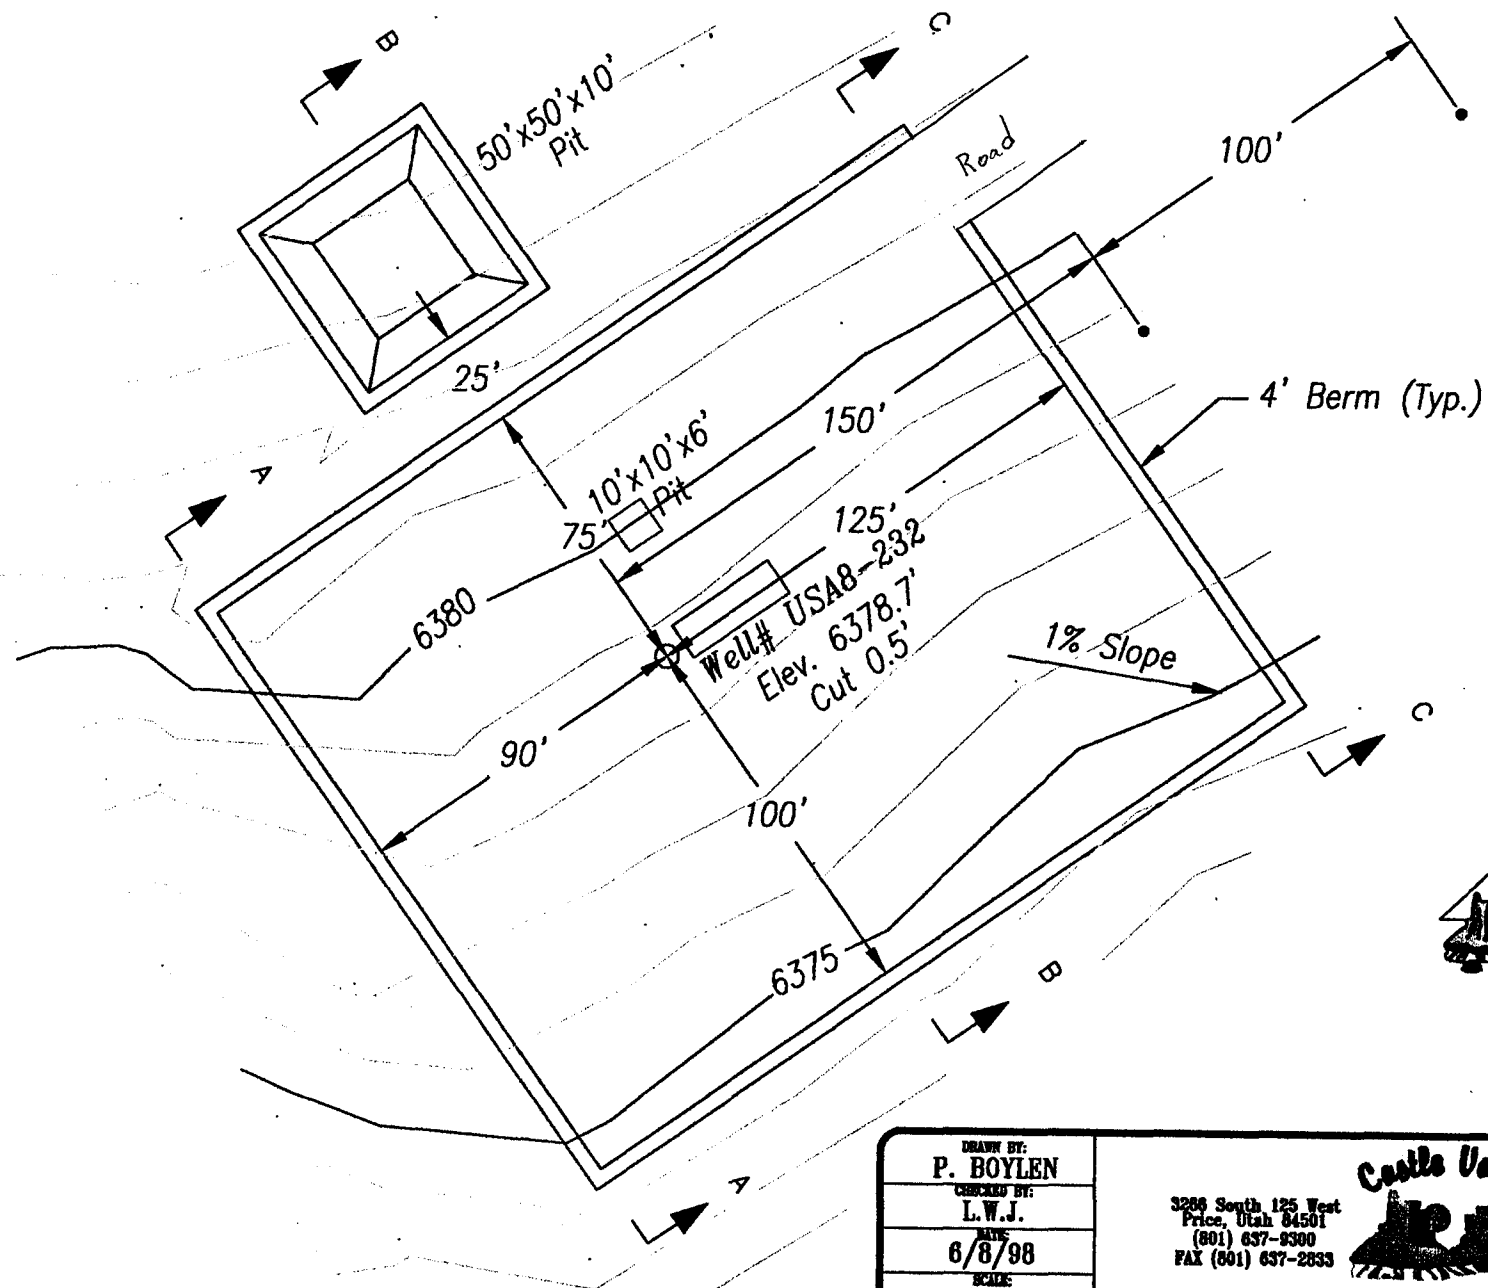 B
C
50'x50'x10'
Pit
Road
100'
25'
4' Berm (Typ.)
150'
A
10'x10'x6'
Pit
75'
125'
Well# USA8-232
Elev. 6378.7'
Cut 0.5'
6380
1% Slope
90'
C
100'
6375
B
A
DRAWN BY:
P. BOYLEN
CHECKED BY:
L.W.J.
DATE:
6/8/98
SCALE:
Castle
3266 South 125 West
Price, Utah 84501
(801) 637-9300
FAX (801) 637-2833